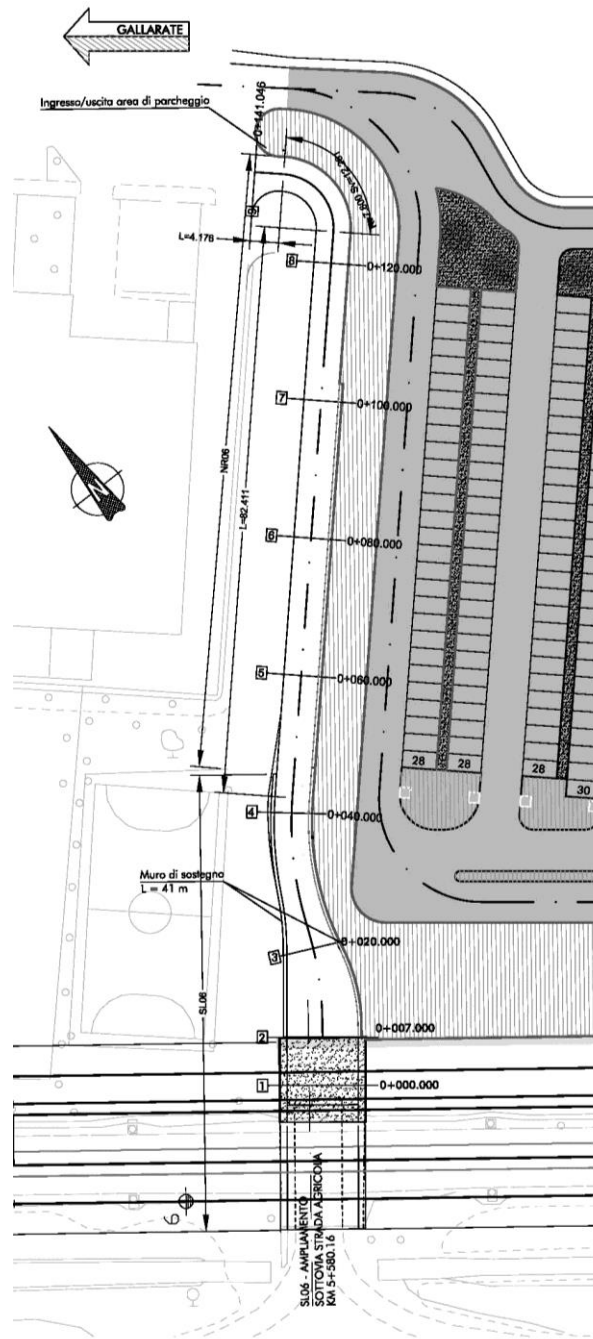 GALLARATE
Ingresso/uscita area di parcheggio
0+141.046
9
L=4.178
8
0+120.000
7
0+100.000
NR06
L=82.411
N
6
0+080.000
5
0+060.000
28
28
28
30
4
0+040.000
Muro di sostegno
L = 41 m
0+020.000
3
SL06
0+007.000
2
1
0+000.000
6
SL06 - AMPLIAMENTO
SOTTOVIA STRADA AGRICOLA
KM 5+580.16